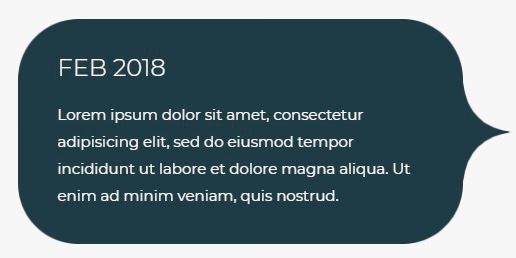 FEB 2018
Lorem ipsum dolor sit amet, consectetur
adipisicing elit, sed do eiusmod tempor
incididunt ut labore et dolore magna aliqua. Ut
enim ad minim veniam, quis nostrud.